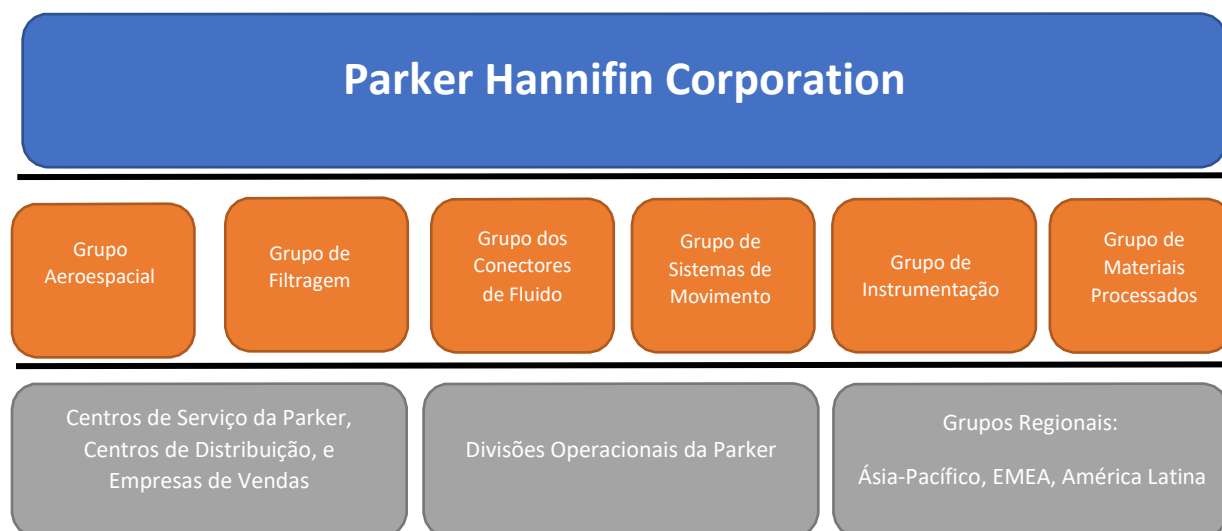 Parker Hannifin Corporation
Grupo
Aeroespacial
Grupo de
Filtragem
Grupo dos
Conectores
de Fluido
Grupo de
Sistemas de
Movimento
Grupo de
Instrumentação
Grupo de
Materiais
Processados
Centros de Serviço da Parker,
Centros de Distribuição, e
Empresas de Vendas
Divisões Operacionais da Parker
Grupos Regionais:
Ásia-Pacífico, EMEA, América Latina